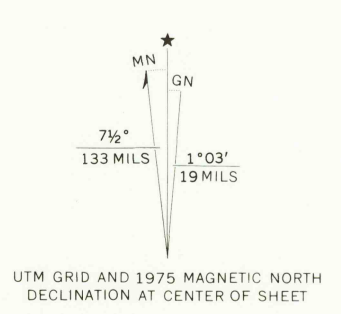 ★
MN
GN
7½°
133 MILS
1°03′
19 MILS
UTM GRID AND 1975 MAGNETIC NORTH
DECLINATION AT CENTER OF SHEET